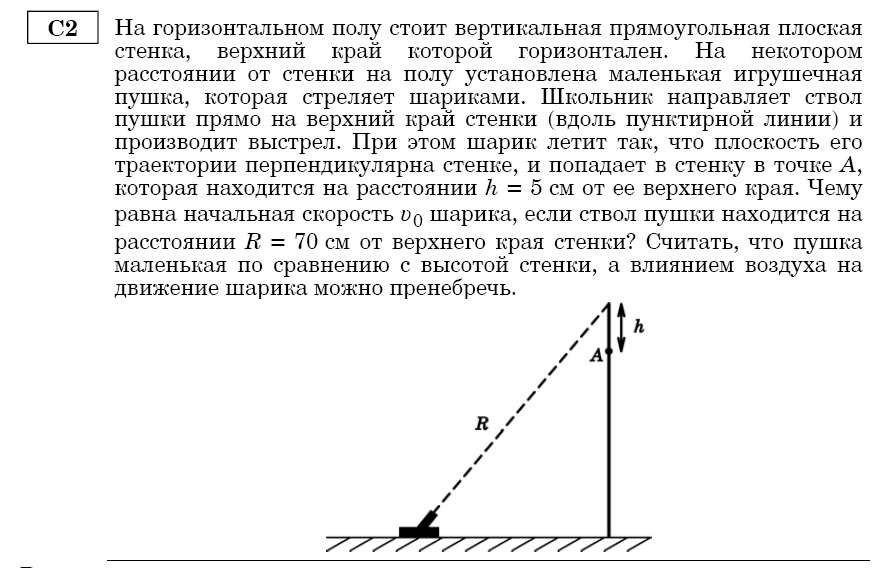 С2
На горизонтальном полу стоит вертикальная прямоугольная плоская
стенка, верхний край которой горизонтален. На некотором
расстоянии от стенки на полу установлена маленькая игрушечная
пушка, которая стреляет шариками. Школьник направляет ствол
пушки прямо на верхний край стенки (вдоль пунктирной линии) и
производит выстрел. При этом шарик летит так, что плоскость его
траектории перпендикулярна стенке, и попадает в стенку в точке A,
которая находится на расстоянии h = 5 см от ее верхнего края. Чему
равна начальная скорость υ₀ шарика, если ствол пушки находится на
расстоянии R = 70 см от верхнего края стенки? Считать, что пушка
маленькая по сравнению с высотой стенки, а влиянием воздуха на
движение шарика можно пренебречь.
h
A
R